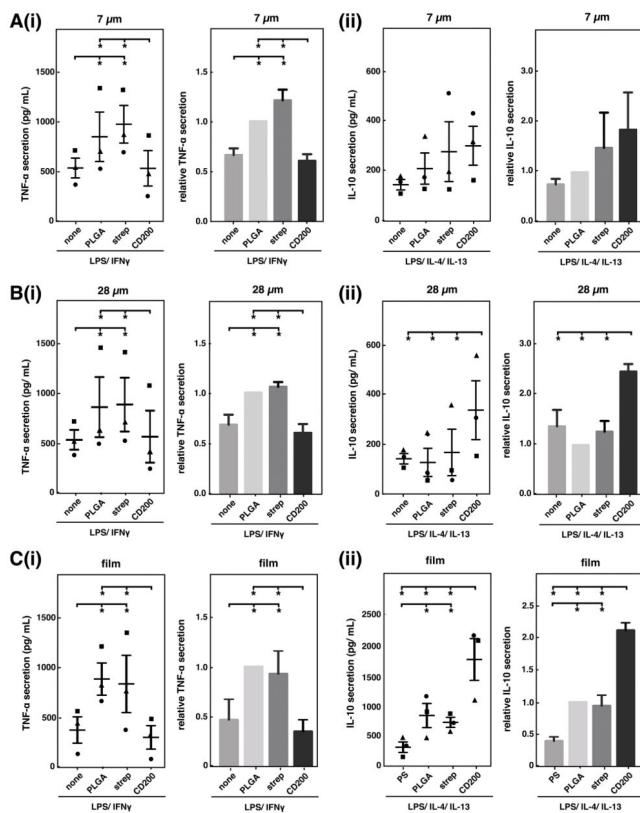 A(i)
7 µm
7 µm
(ii)
7 µm
7 µm
TNF-α secretion (pg/ mL)
1500
1000
500
0
* *
* *
none
PLGA
strep
CD200
LPS/ IFNγ
relative TNF-α secretion
1.5
1.0
0.5
0.0
* *
* *
none
PLGA
strep
CD200
LPS/ IFNγ
IL-10 secretion (pg/ mL)
600
400
200
0
none
PLGA
strep
CD200
LPS/ IL-4/ IL-13
relative IL-10 secretion
3.0
2.0
1.0
0.0
none
PLGA
strep
CD200
LPS/ IL-4/ IL-13
B(i)
28 µm
28 µm
(ii)
28 µm
28 µm
TNF-α secretion (pg/ mL)
1500
1000
500
0
* *
* *
none
PLGA
strep
CD200
LPS/ IFNγ
relative TNF-α secretion
1.5
1.0
0.5
0.0
* *
* *
none
PLGA
strep
CD200
LPS/ IFNγ
IL-10 secretion (pg/ mL)
600
400
200
0
* * *
none
PLGA
strep
CD200
LPS/ IL-4/ IL-13
relative IL-10 secretion
3.0
2.0
1.0
0.0
* * *
none
PLGA
strep
CD200
LPS/ IL-4/ IL-13
C(i)
film
film
(ii)
film
film
TNF-α secretion (pg/ mL)
1500
1000
500
0
* *
* *
none
PLGA
strep
CD200
LPS/ IFNγ
relative TNF-α secretion
1.5
1.0
0.5
0.0
* *
* *
none
PLGA
strep
CD200
LPS/ IFNγ
IL-10 secretion (pg/ mL)
2500
2000
1500
1000
500
0
* * *
* *
PS
PLGA
strep
CD200
LPS/ IL-4/ IL-13
relative IL-10 secretion
2.5
2.0
1.5
1.0
0.5
0.0
* * *
* *
PS
PLGA
strep
CD200
LPS/ IL-4/ IL-13